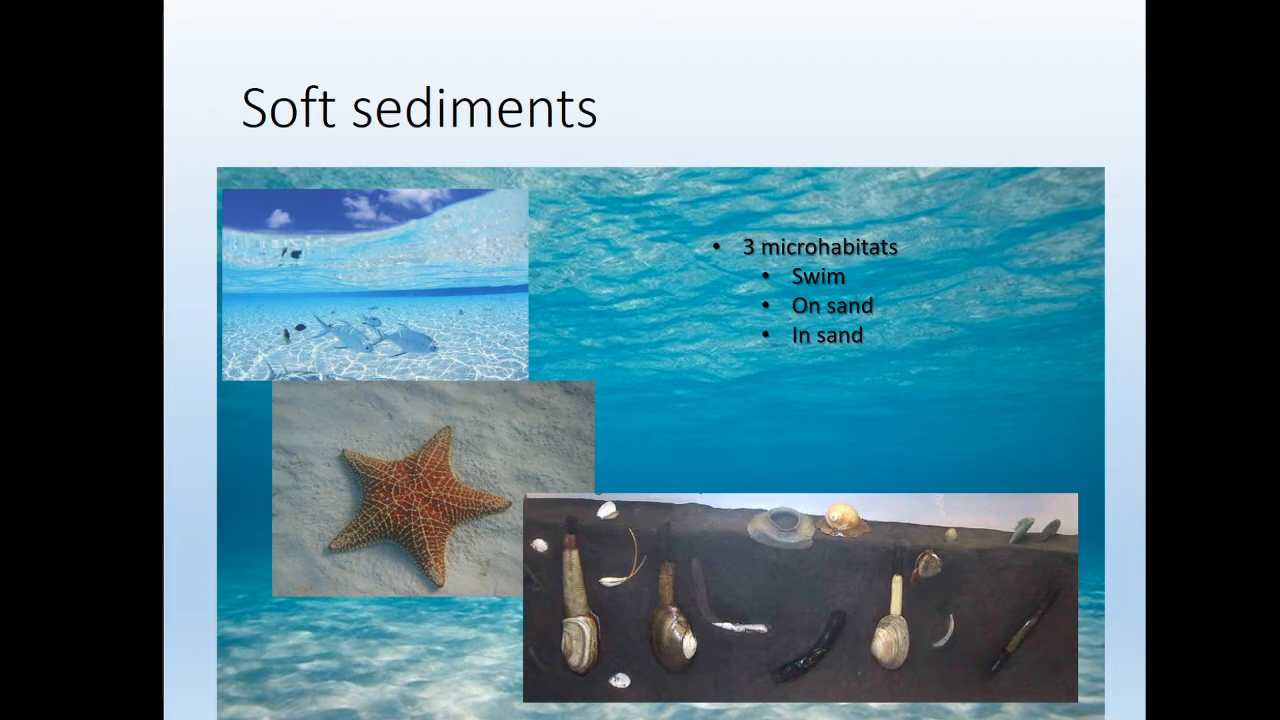 Soft sediments
• 3 microhabitats
• Swim
• On sand
• In sand